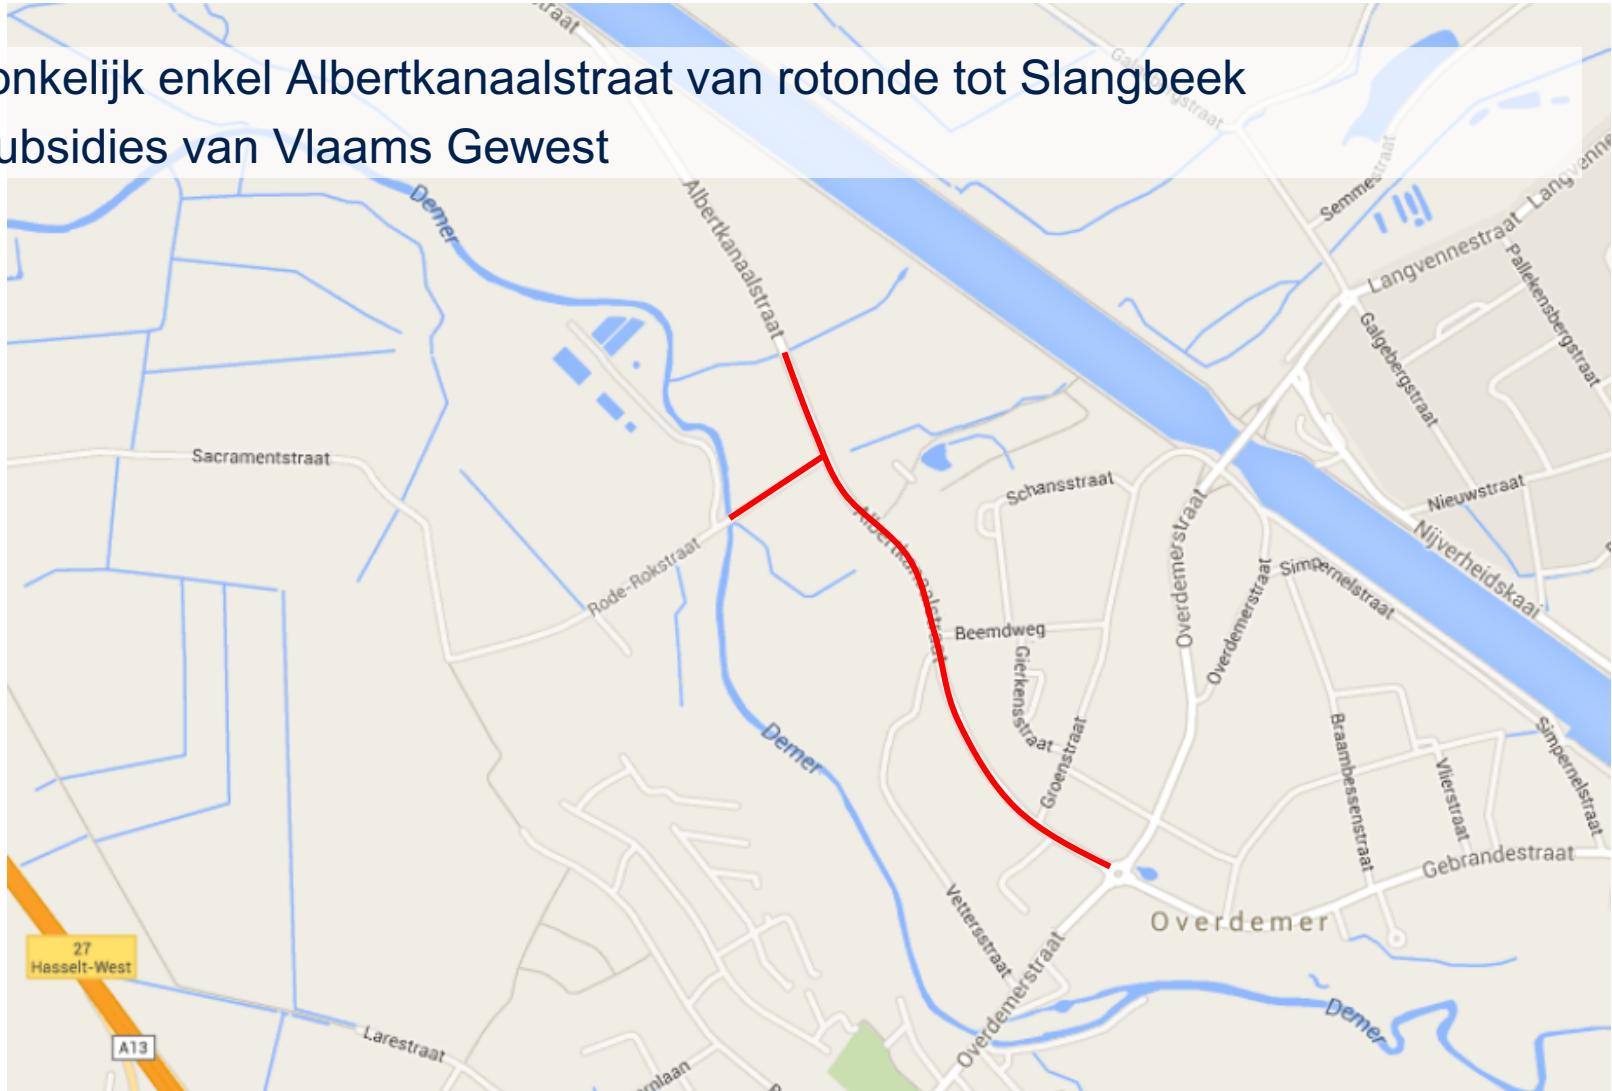 onkelijk enkel Albertkanaalstraat van rotonde tot Slangbeek
ubsidies van Vlaams Gewest
Semmestraat
Langvennestraat
Demer
Albertkanaalstraat
Pallekensbergstraat
Galgebergstraat
Sacramentstraat
Schansstraat
Nieuwstraat
Albertkanaalstraat
Nijverheidskaai
Rode-Rokstraat
Overdemerstraat
Overdemerstraat
Simpernelstraat
Beemdweg
Gierkensstraat
Demer
Groenstraat
Braambessenstraat
Vlierstraat
Simpernelstraat
Gebrandestraat
Vettersstraat
Overdemer
27
Hasselt-West
Overdemerstraat
Demer
A13
Larestraat